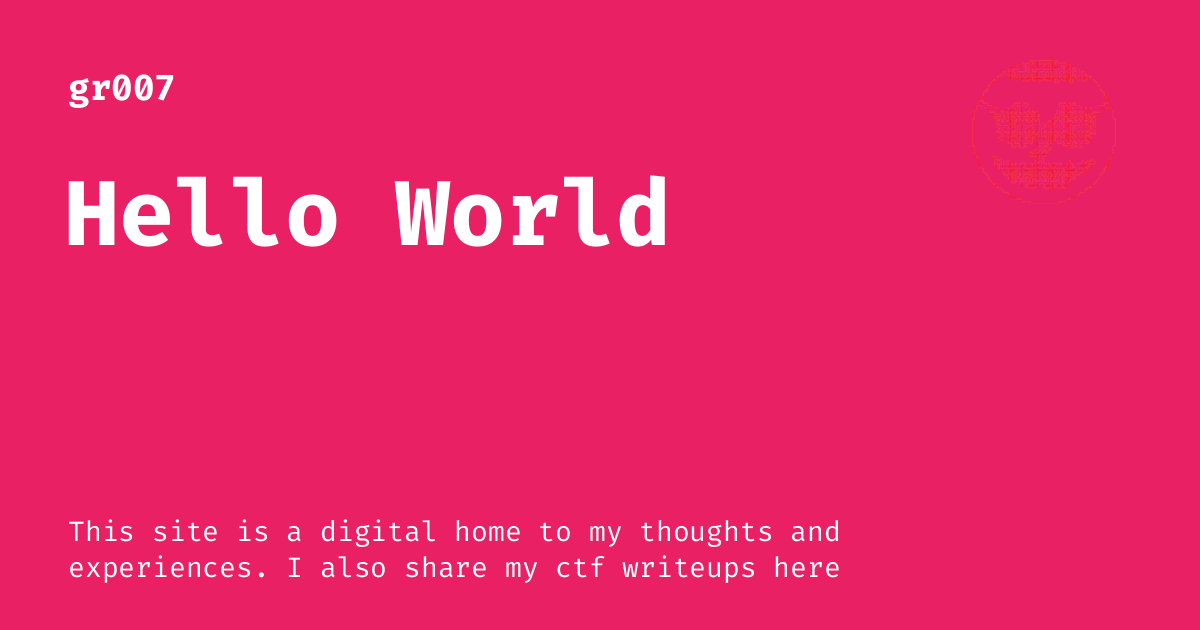 gr007
Hello World
This site is a digital home to my thoughts and
experiences. I also share my ctf writeups here